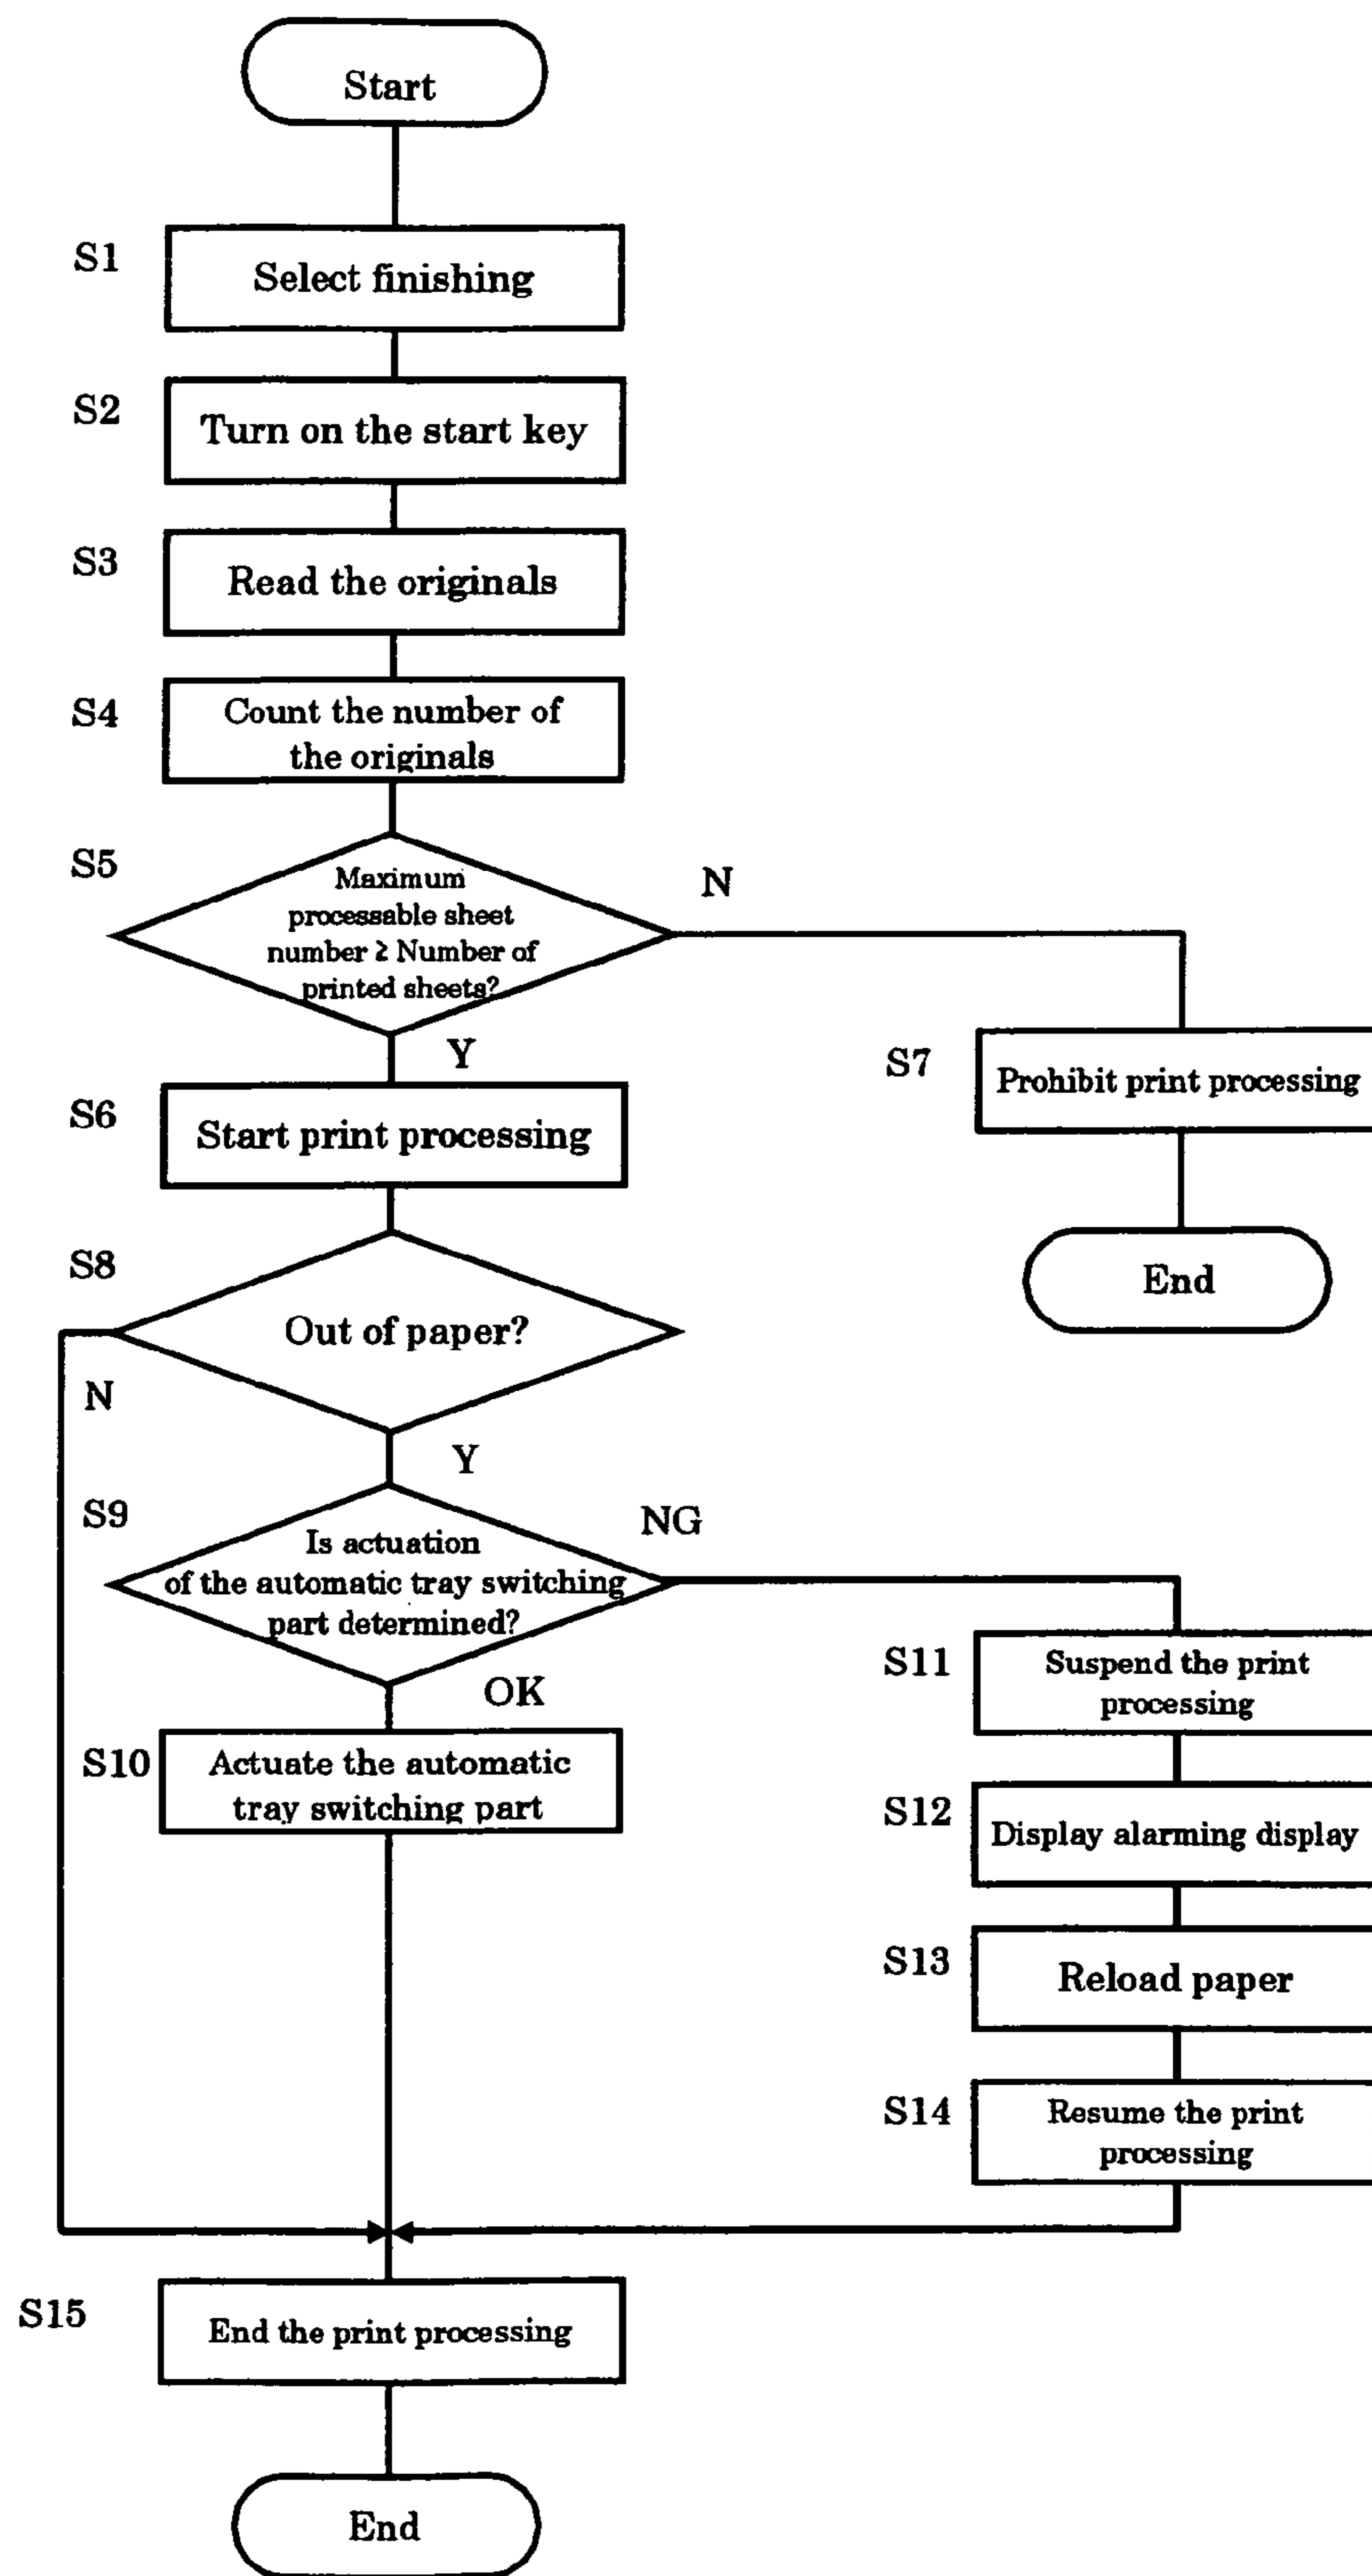 Start
S1
Select finishing
S2
Turn on the start key
S3
Read the originals
S4
Count the number of
the originals
S5
Maximum
processable sheet
number ≥ Number of
printed sheets?
N
Y
S6
Start print processing
S7
Prohibit print processing
End
S8
Out of paper?
N
Y
S9
Is actuation
of the automatic tray switching
part determined?
NG
OK
S10
Actuate the automatic
tray switching part
S11
Suspend the print
processing
S12
Display alarming display
S13
Reload paper
S14
Resume the print
processing
S15
End the print processing
End